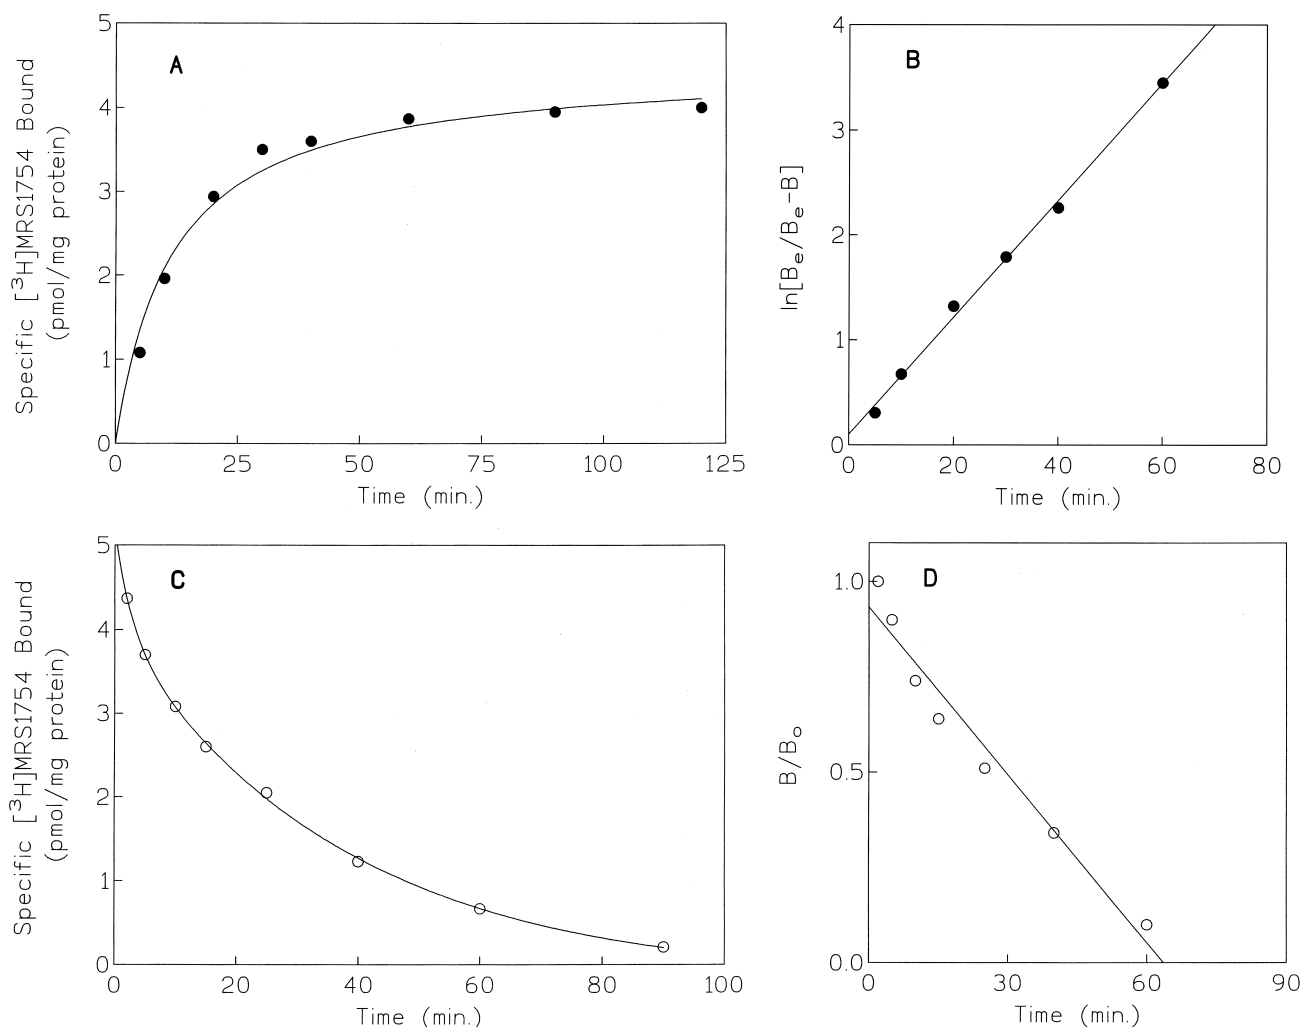 A
5
4
3
2
1
0
Specific [³H]MRS1754 Bound
(pmol/mg protein)
0 25 50 75 100 125
Time (min.)
B
4
3
2
1
0
ln[Bₑ/Bₑ-B]
0 20 40 60 80
Time (min.)
C
5
4
3
2
1
0
Specific [³H]MRS1754 Bound
(pmol/mg protein)
0 20 40 60 80 100
Time (min.)
D
1.0
0.5
0.0
B/Bₒ
0 30 60 90
Time (min.)